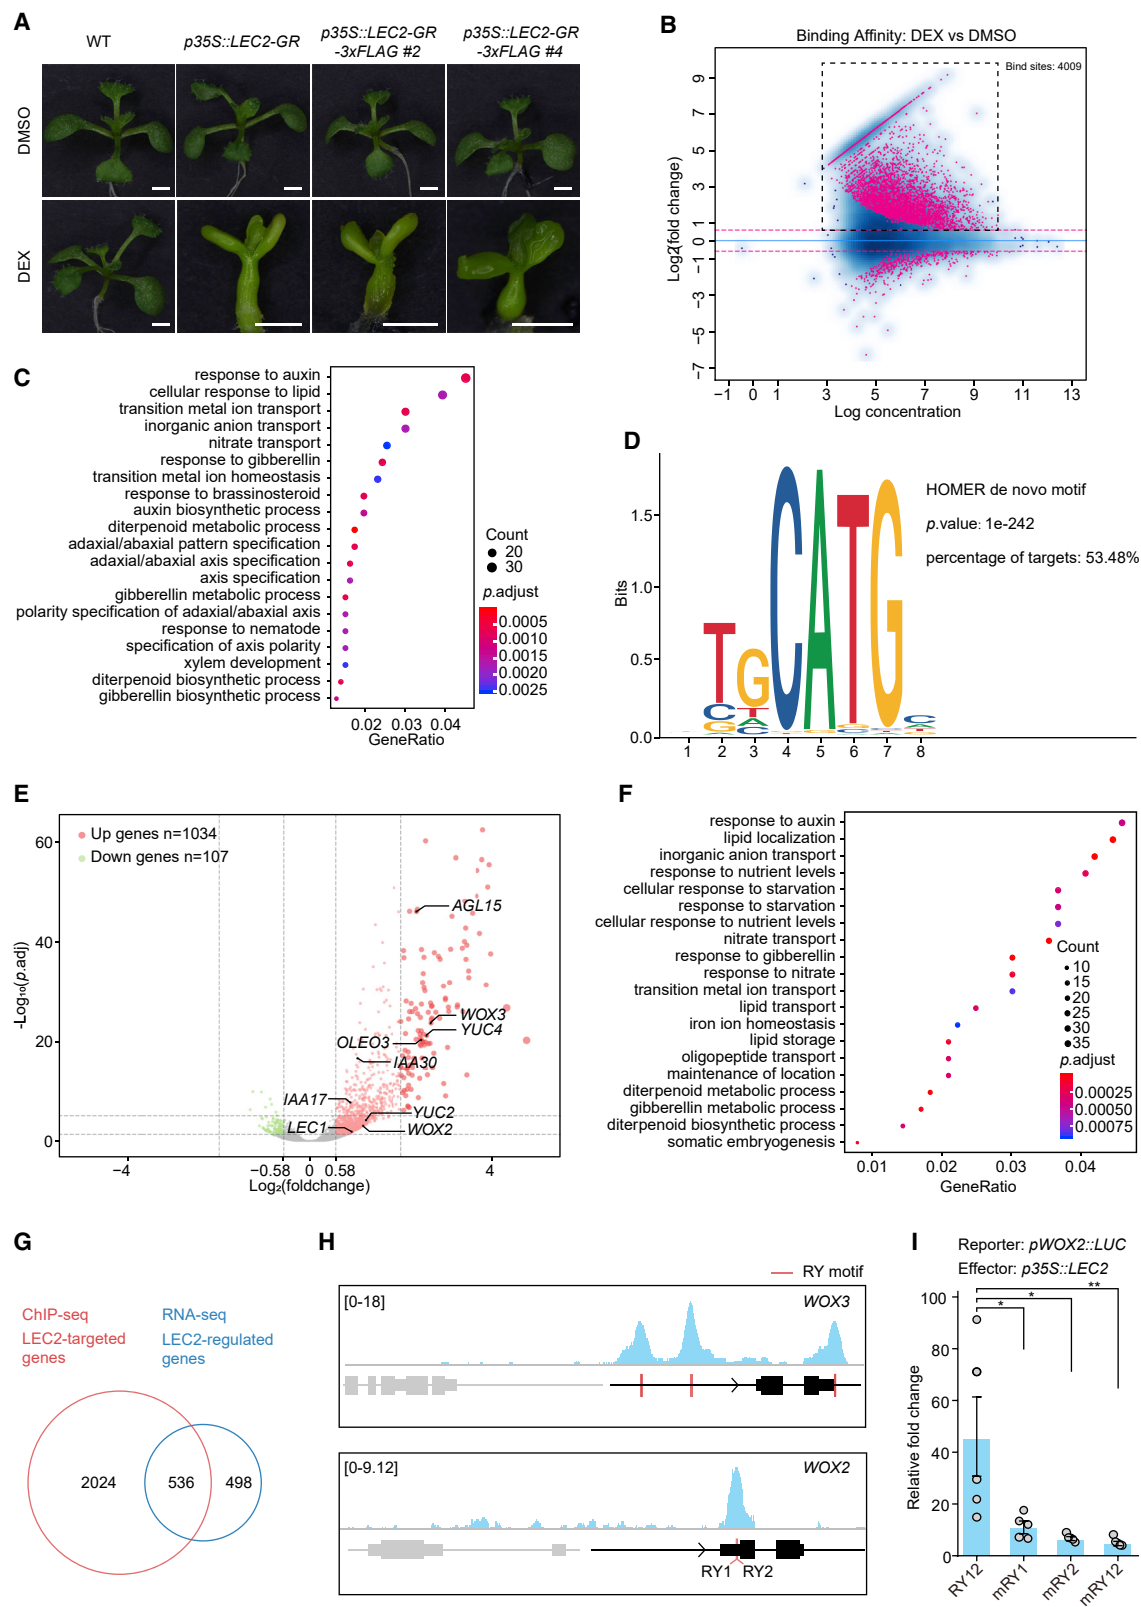 A
WT
p35S::LEC2-GR
p35S::LEC2-GR
-3xFLAG #2
p35S::LEC2-GR
-3xFLAG #4
DMSO
DEX
B
Binding Affinity: DEX vs DMSO
Bind sites: 4009
Log2(fold change)
9
7
5
3
1
0
−1
−3
−5
−7
−1 0 1 3 5 7 9 11 13
Log concentration
C
response to auxin
cellular response to lipid
transition metal ion transport
inorganic anion transport
nitrate transport
response to gibberellin
transition metal ion homeostasis
response to brassinosteroid
auxin biosynthetic process
diterpenoid metabolic process
adaxial/abaxial pattern specification
adaxial/abaxial axis specification
axis specification
gibberellin metabolic process
polarity specification of adaxial/abaxial axis
response to nematode
specification of axis polarity
xylem development
diterpenoid biosynthetic process
gibberellin biosynthetic process
0.02 0.03 0.04
GeneRatio
Count
20
30
p.adjust
0.0005
0.0010
0.0015
0.0020
0.0025
D
Bits
1.5
1.0
0.5
0.0
1 2 3 4 5 6 7 8
HOMER de novo motif
p.value: 1e-242
percentage of targets: 53.48%
E
Up genes n=1034
Down genes n=107
-Log₁₀(p.adj)
60
40
20
0
AGL15
WOX3
YUC4
OLEO3
IAA30
IAA17
YUC2
LEC1
WOX2
−4 −0.58 0 0.58 4
Log₂(foldchange)
F
response to auxin
lipid localization
inorganic anion transport
response to nutrient levels
cellular response to starvation
response to starvation
cellular response to nutrient levels
nitrate transport
response to gibberellin
response to nitrate
transition metal ion transport
lipid transport
iron ion homeostasis
lipid storage
oligopeptide transport
maintenance of location
diterpenoid metabolic process
gibberellin metabolic process
diterpenoid biosynthetic process
somatic embryogenesis
0.01 0.02 0.03 0.04
GeneRatio
Count
10
15
20
25
30
35
p.adjust
0.00025
0.00050
0.00075
G
ChIP-seq
LEC2-targeted
genes
RNA-seq
LEC2-regulated
genes
2024 536 498
H
RY motif
[0-18] WOX3
[0-9.12] WOX2
RY1 RY2
I
Reporter: pWOX2::LUC
Effector: p35S::LEC2
**
*
*
Relative fold change
100
80
60
40
20
0
RY12
mRY1
mRY2
mRY12